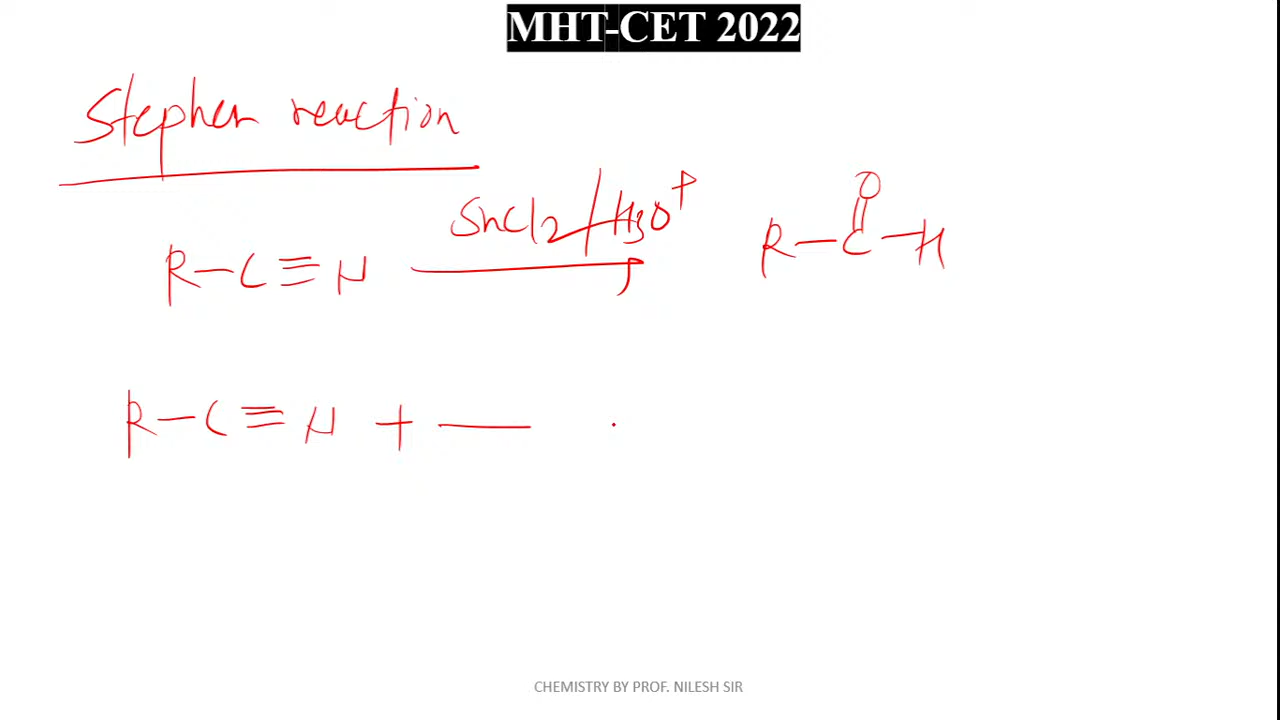 MHT-CET 2022
Stephen reaction
R-C≡N SnCl2/H3O+ → R-C(=O)-H
R-C≡N + —
CHEMISTRY BY PROF. NILESH SIR